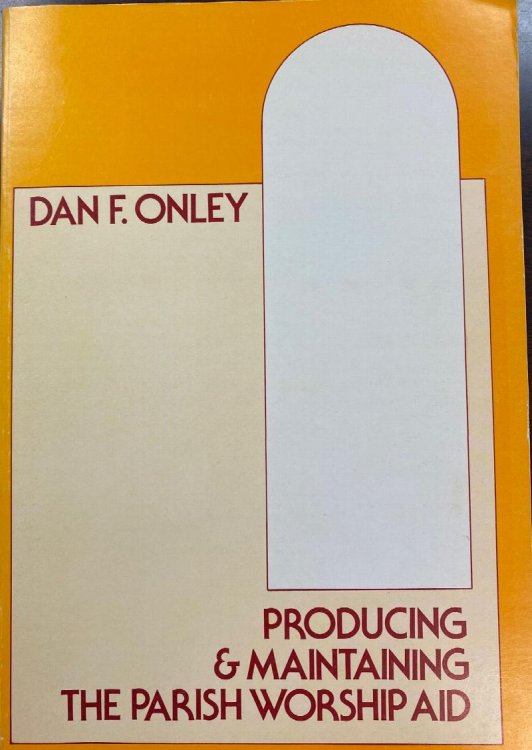 DAN F. ONLEY
PRODUCING
& MAINTAINING
THE PARISH WORSHIP AID